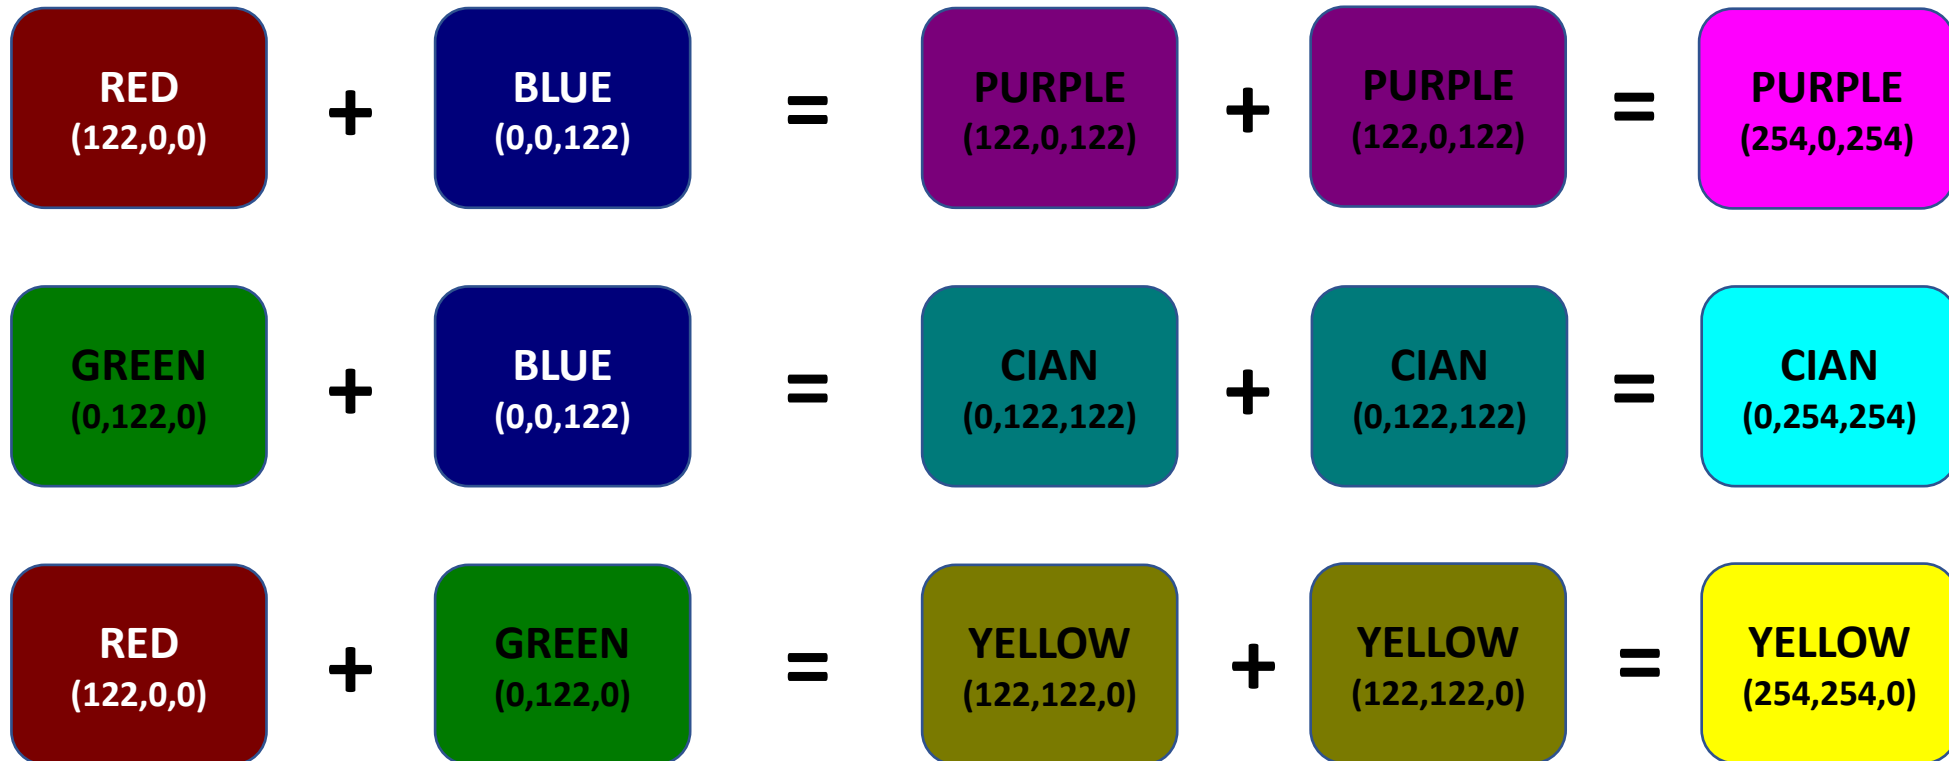 RED
(122,0,0)
+
BLUE
(0,0,122)
=
PURPLE
(122,0,122)
+
PURPLE
(122,0,122)
=
PURPLE
(254,0,254)
GREEN
(0,122,0)
+
BLUE
(0,0,122)
=
CIAN
(0,122,122)
+
CIAN
(0,122,122)
=
CIAN
(0,254,254)
RED
(122,0,0)
+
GREEN
(0,122,0)
=
YELLOW
(122,122,0)
+
YELLOW
(122,122,0)
=
YELLOW
(254,254,0)